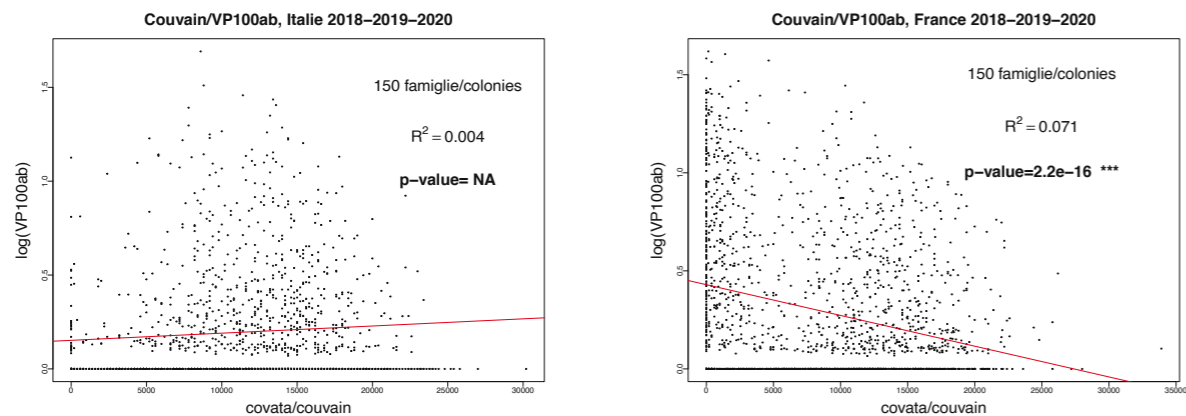 Couvain/VP100ab, Italie 2018−2019−2020
150 famiglie/colonies
R² = 0.004
p−value= NA
log(VP100ab)
0.0
0.5
1.0
1.5
0
5000
10000
15000
20000
25000
30000
covata/couvain
Couvain/VP100ab, France 2018−2019−2020
150 famiglie/colonies
R² = 0.071
p−value=2.2e−16 ***
log(VP100ab)
0.0
0.5
1.0
1.5
0
5000
10000
15000
20000
25000
30000
35000
covata/couvain